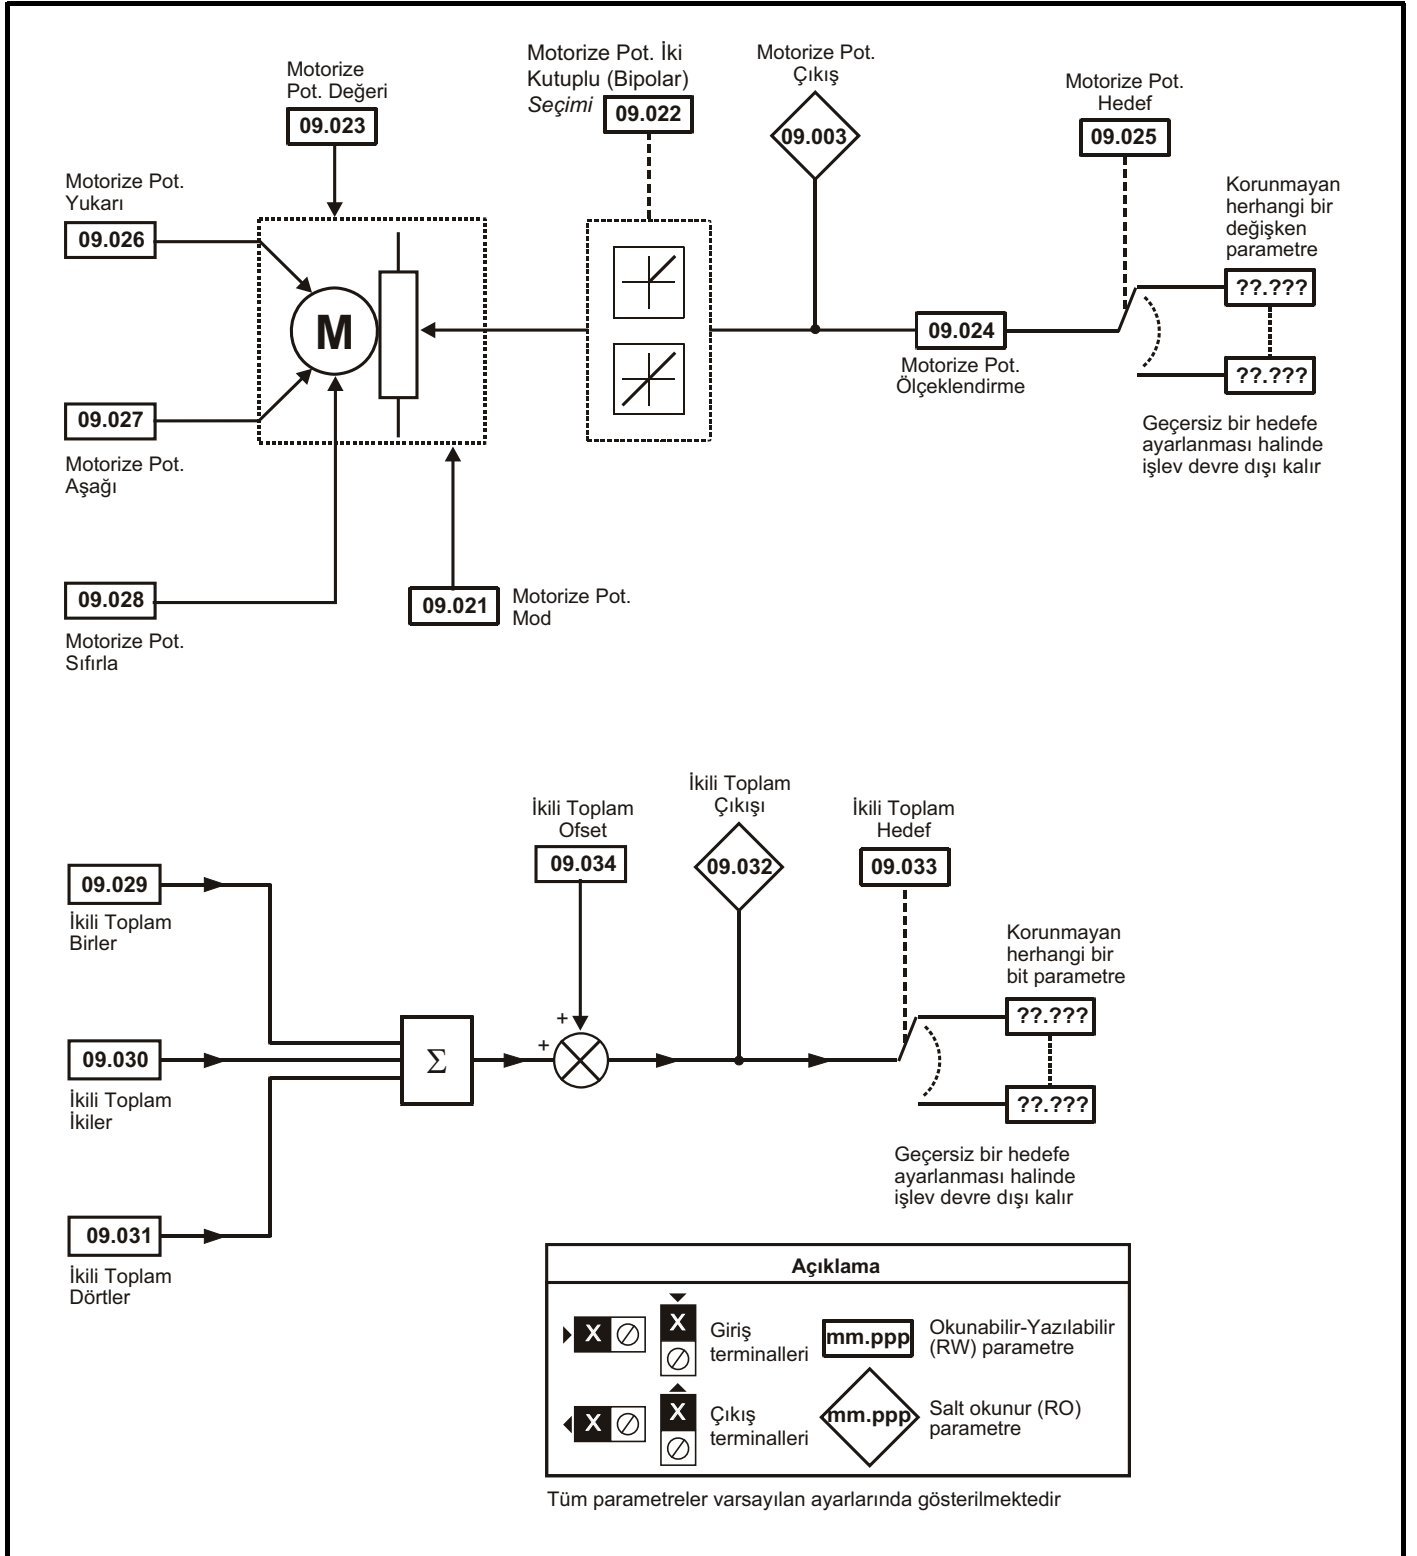 Motorize
Pot. Değeri
09.023
Motorize Pot. İki
Kutuplu (Bipolar)
Seçimi
09.022
Motorize Pot.
Çıkış
09.003
Motorize Pot.
Hedef
09.025
Motorize Pot.
Yukarı
09.026
Korunmayan
herhangi bir
değişken
parametre
??.???
??.???
M
09.024
Motorize Pot.
Ölçeklendirme
09.027
Motorize Pot.
Aşağı
Geçersiz bir hedefe
ayarlanması halinde
işlev devre dışı kalır
09.028
Motorize Pot.
Sıfırla
09.021
Motorize Pot.
Mod
İkili Toplam
Ofset
09.034
İkili Toplam
Çıkışı
09.032
İkili Toplam
Hedef
09.033
09.029
İkili Toplam
Birler
Korunmayan
herhangi bir
bit parametre
??.???
??.???
09.030
İkili Toplam
İkiler
Σ
+
+
Geçersiz bir hedefe
ayarlanması halinde
işlev devre dışı kalır
09.031
İkili Toplam
Dörtler
Açıklama
X
X
Giriş
terminalleri
mm.ppp
Okunabilir-Yazılabilir
(RW) parametre
X
X
Çıkış
terminalleri
mm.ppp
Salt okunur (RO)
parametre
Tüm parametreler varsayılan ayarlarında gösterilmektedir